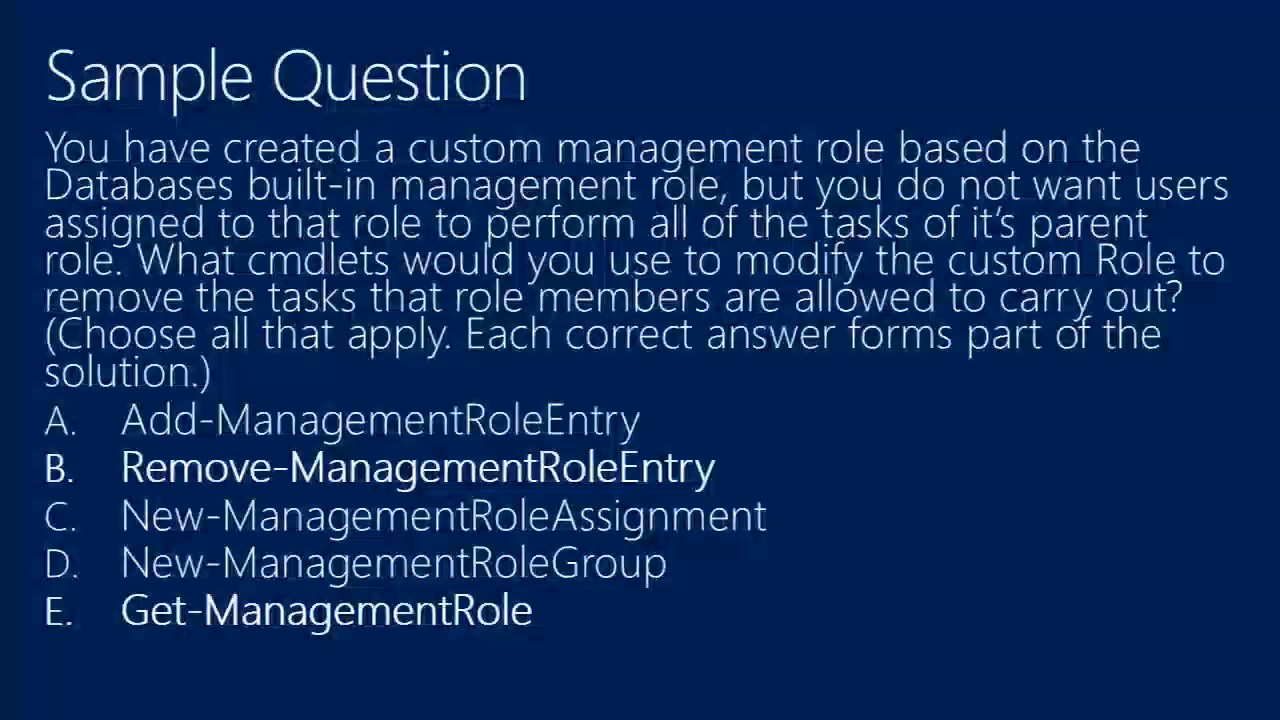 Sample Question
You have created a custom management role based on the
Databases built-in management role, but you do not want users
assigned to that role to perform all of the tasks of it's parent
role. What cmdlets would you use to modify the custom Role to
remove the tasks that role members are allowed to carry out?
(Choose all that apply. Each correct answer forms part of the
solution.)
A. Add-ManagementRoleEntry
B. Remove-ManagementRoleEntry
C. New-ManagementRoleAssignment
D. New-ManagementRoleGroup
E. Get-ManagementRole